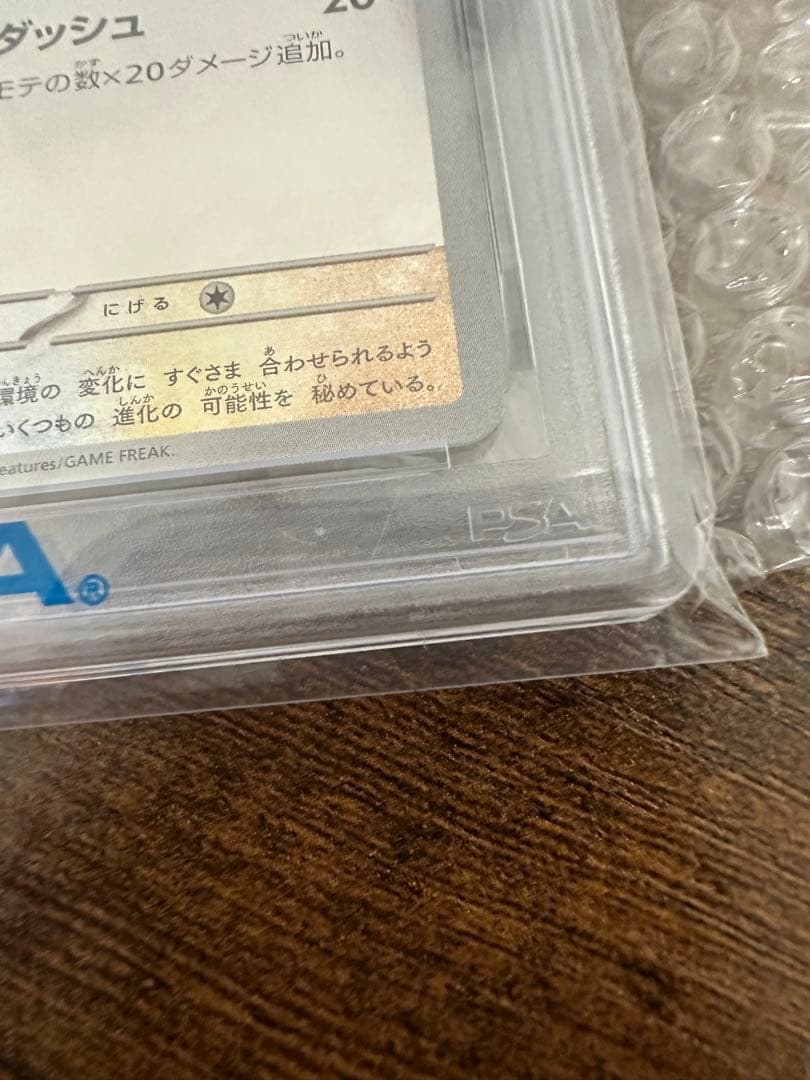 20
ダッシュ
モテの数×20ダメージ追加。
にげる
環境の 変化に すぐさま 合わせられるよう
いくつもの 進化の 可能性を 秘めている。
eatures/GAME FREAK.
PSA
A®